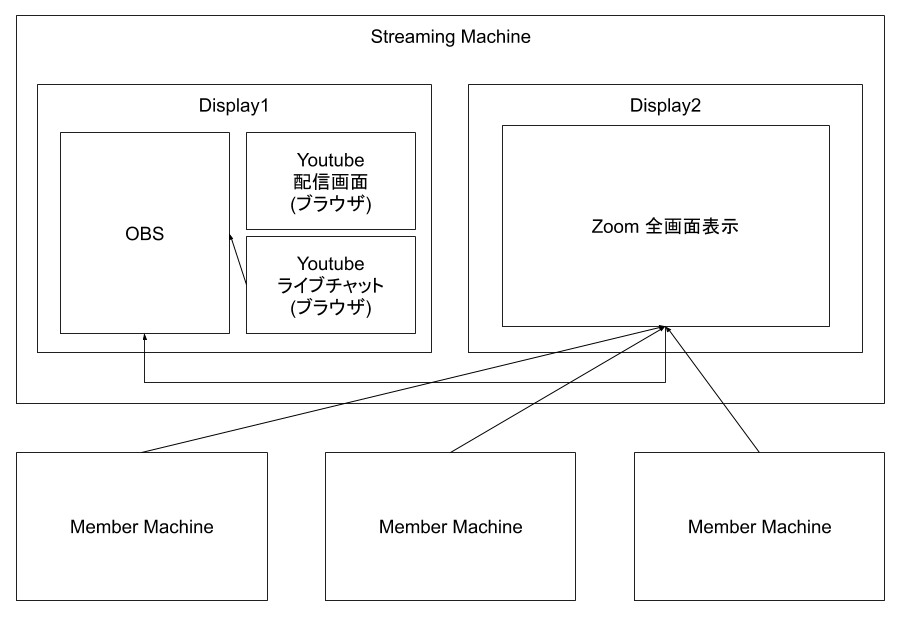 Streaming Machine
Display1
OBS
Youtube
配信画面
(ブラウザ)
Youtube
ライブチャット
(ブラウザ)
Display2
Zoom 全画面表示
Member Machine
Member Machine
Member Machine